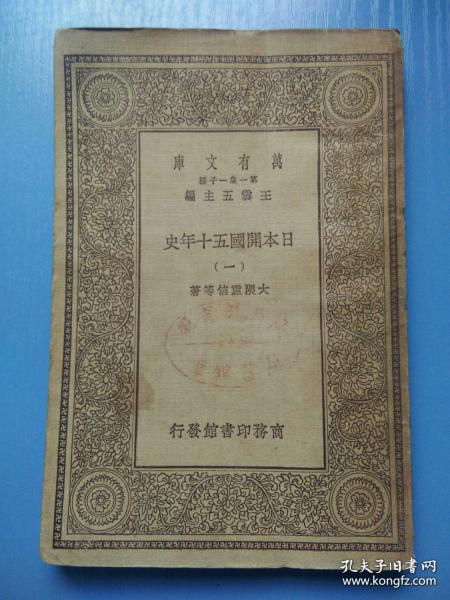 萬有文庫
第一集一千種
王雲五主編
日本開國五十年史
（一）
大隈重信等著
商務印書館發行
孔夫子旧书网
www.kongfz.com